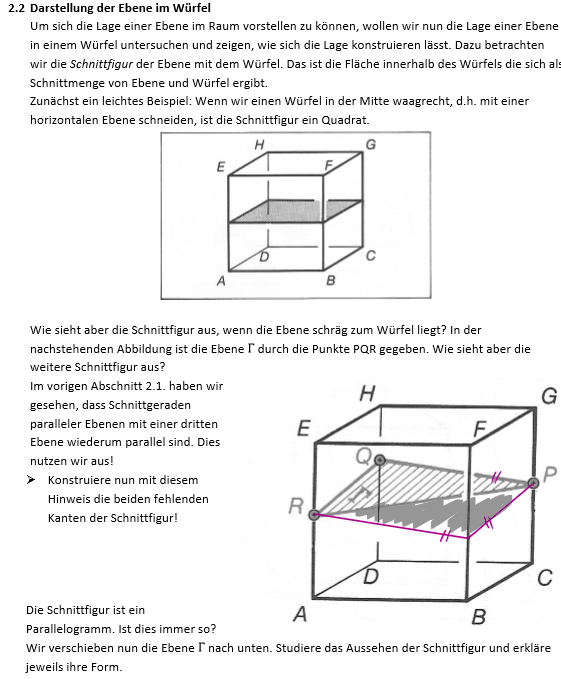 2.2 Darstellung der Ebene im Würfel
Um sich die Lage einer Ebene im Raum vorstellen zu können, wollen wir nun die Lage einer Ebene
in einem Würfel untersuchen und zeigen, wie sich die Lage konstruieren lässt. Dazu betrachten
wir die Schnittfigur der Ebene mit dem Würfel. Das ist die Fläche innerhalb des Würfels die sich als
Schnittmenge von Ebene und Würfel ergibt.
Zunächst ein leichtes Beispiel: Wenn wir einen Würfel in der Mitte waagrecht, d.h. mit einer
horizontalen Ebene schneiden, ist die Schnittfigur ein Quadrat.
H G
E F
D C
A B
Wie sieht aber die Schnittfigur aus, wenn die Ebene schräg zum Würfel liegt? In der
nachstehenden Abbildung ist die Ebene Γ durch die Punkte PQR gegeben. Wie sieht aber die
weitere Schnittfigur aus?
Im vorigen Abschnitt 2.1. haben wir
gesehen, dass Schnittgeraden
paralleler Ebenen mit einer dritten
Ebene wiederum parallel sind. Dies
nutzen wir aus!
➢ Konstruiere nun mit diesem
Hinweis die beiden fehlenden
Kanten der Schnittfigur!
H G
E F
Q P
Γ
R
D C
A B
Die Schnittfigur ist ein
Parallelogramm. Ist dies immer so?
Wir verschieben nun die Ebene Γ nach unten. Studiere das Aussehen der Schnittfigur und erkläre
jeweils ihre Form.